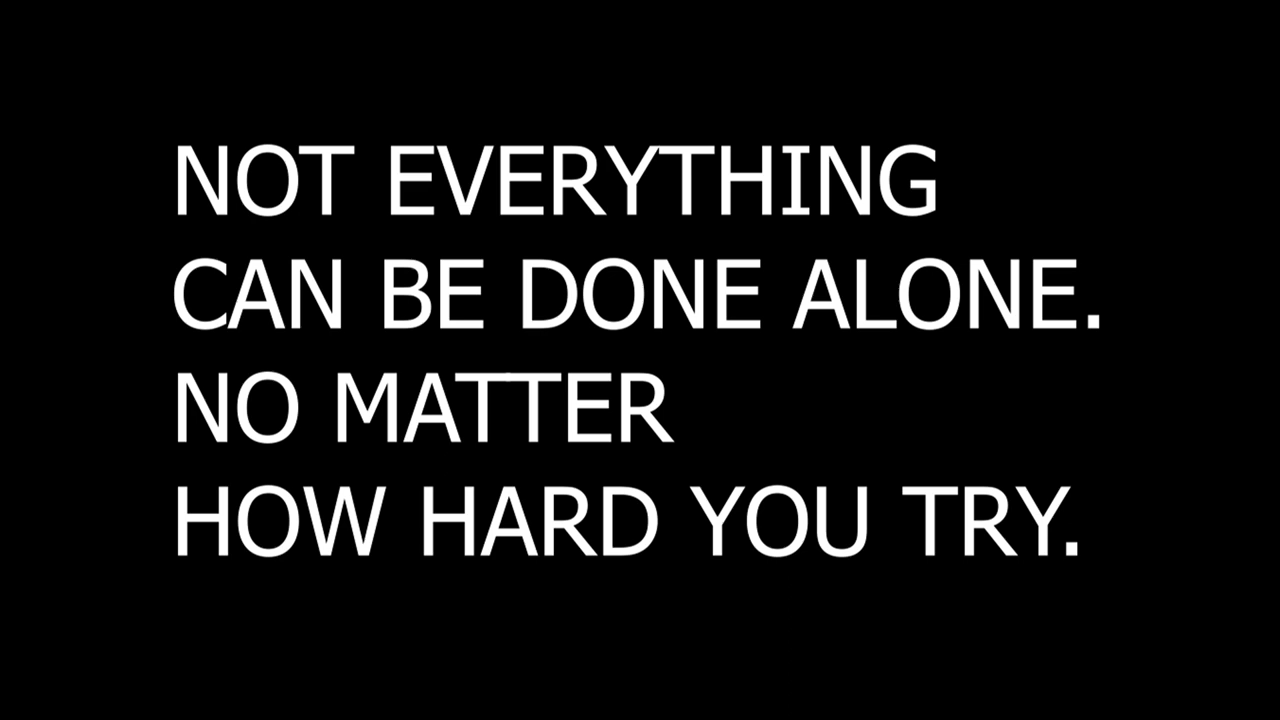 NOT EVERYTHING
CAN BE DONE ALONE.
NO MATTER
HOW HARD YOU TRY.